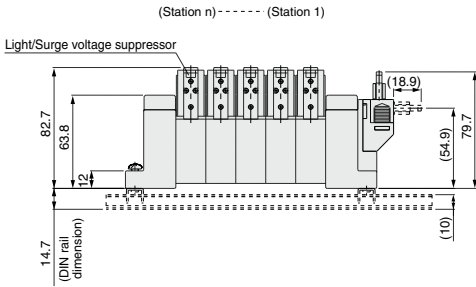 (Station n)------(Station 1)
Light/Surge voltage suppressor
(18.9)
82.7
63.8
12
(54.9)
79.7
14.7
(DIN rail
dimension)
(10)